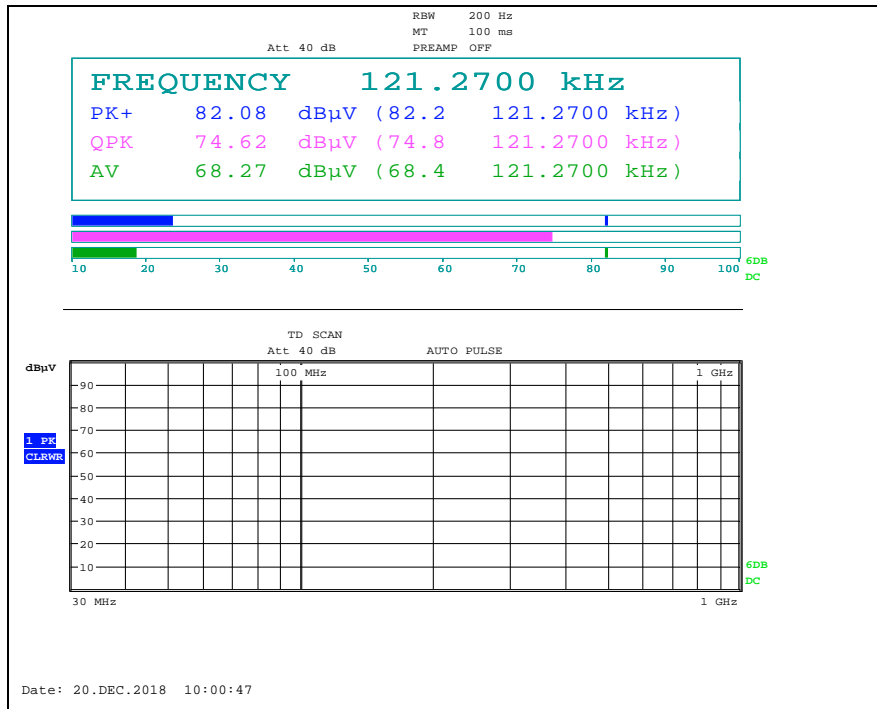 RBW 200 Hz
MT 100 ms
Att 40 dB PREAMP OFF
FREQUENCY 121.2700 kHz
PK+ 82.08 dBµV (82.2 121.2700 kHz)
QPK 74.62 dBµV (74.8 121.2700 kHz)
AV 68.27 dBµV (68.4 121.2700 kHz)
10 20 30 40 50 60 70 80 90 100
6DB
DC
TD SCAN
Att 40 dB AUTO PULSE
dBµV
100 MHz 1 GHz
90
80
70
1 PK
CLRWR
60
50
40
30
20
10
6DB
DC
30 MHz 1 GHz
Date: 20.DEC.2018 10:00:47